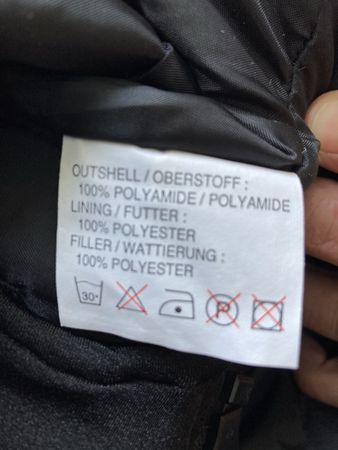 OUTSHELL / OBERSTOFF :
100% POLYAMIDE / POLYAMIDE
LINING / FUTTER :
100% POLYESTER
FILLER / WATTIERUNG :
100% POLYESTER
30° P